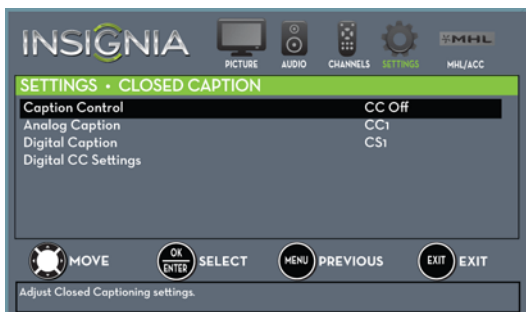 INSIGNIA
PICTURE AUDIO CHANNELS SETTINGS MHL MHL/ACC
SETTINGS • CLOSED CAPTION
Caption Control CC Off
Analog Caption CC1
Digital Caption CS1
Digital CC Settings
MOVE OK ENTER SELECT MENU PREVIOUS EXIT EXIT
Adjust Closed Captioning settings.